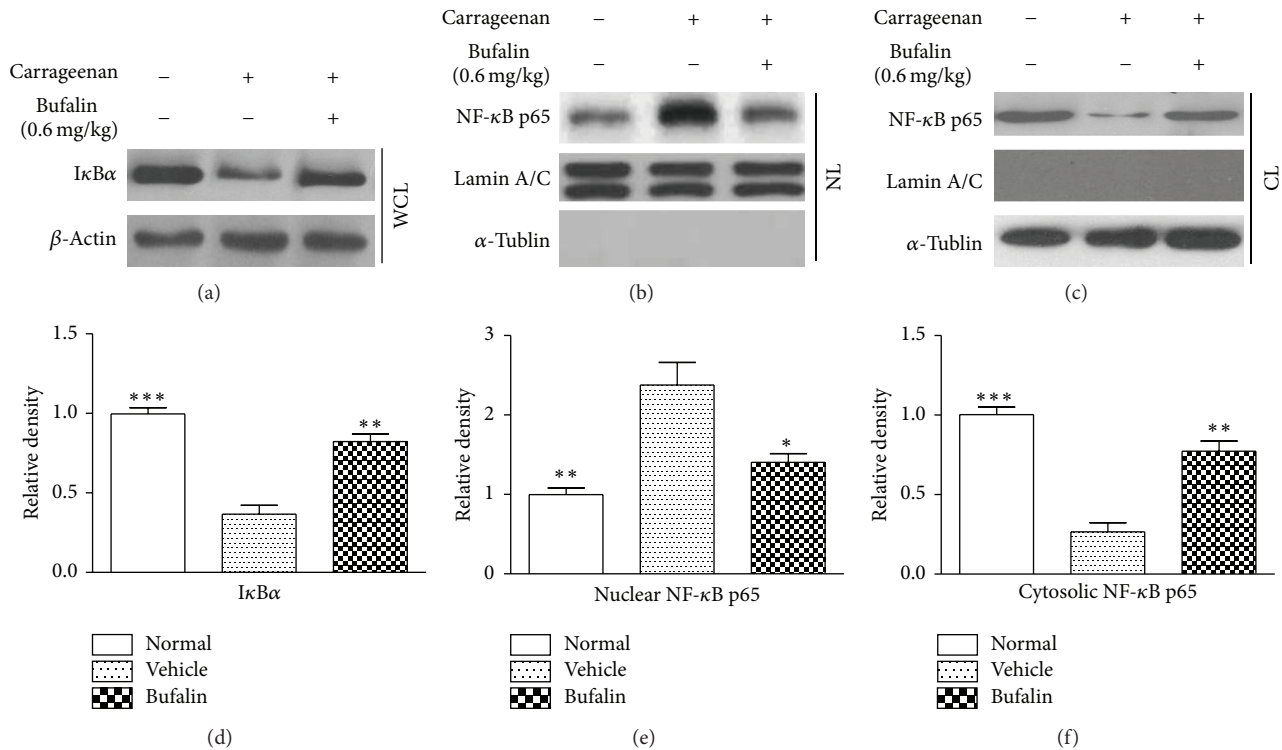 Carrageenan − + +
Bufalin
(0.6 mg/kg) − − +
IκBα
β-Actin
WCL
(a)
Carrageenan − + +
Bufalin
(0.6 mg/kg) − − +
NF-κB p65
Lamin A/C
α-Tublin
NL
(b)
Carrageenan − + +
Bufalin
(0.6 mg/kg) − − +
NF-κB p65
Lamin A/C
α-Tublin
CL
(c)
Relative density
1.5
1.0
0.5
0.0
*** **
IκBα
Normal
Vehicle
Bufalin
(d)
Relative density
3
2
1
0
** *
Nuclear NF-κB p65
Normal
Vehicle
Bufalin
(e)
Relative density
1.5
1.0
0.5
0.0
*** **
Cytosolic NF-κB p65
Normal
Vehicle
Bufalin
(f)